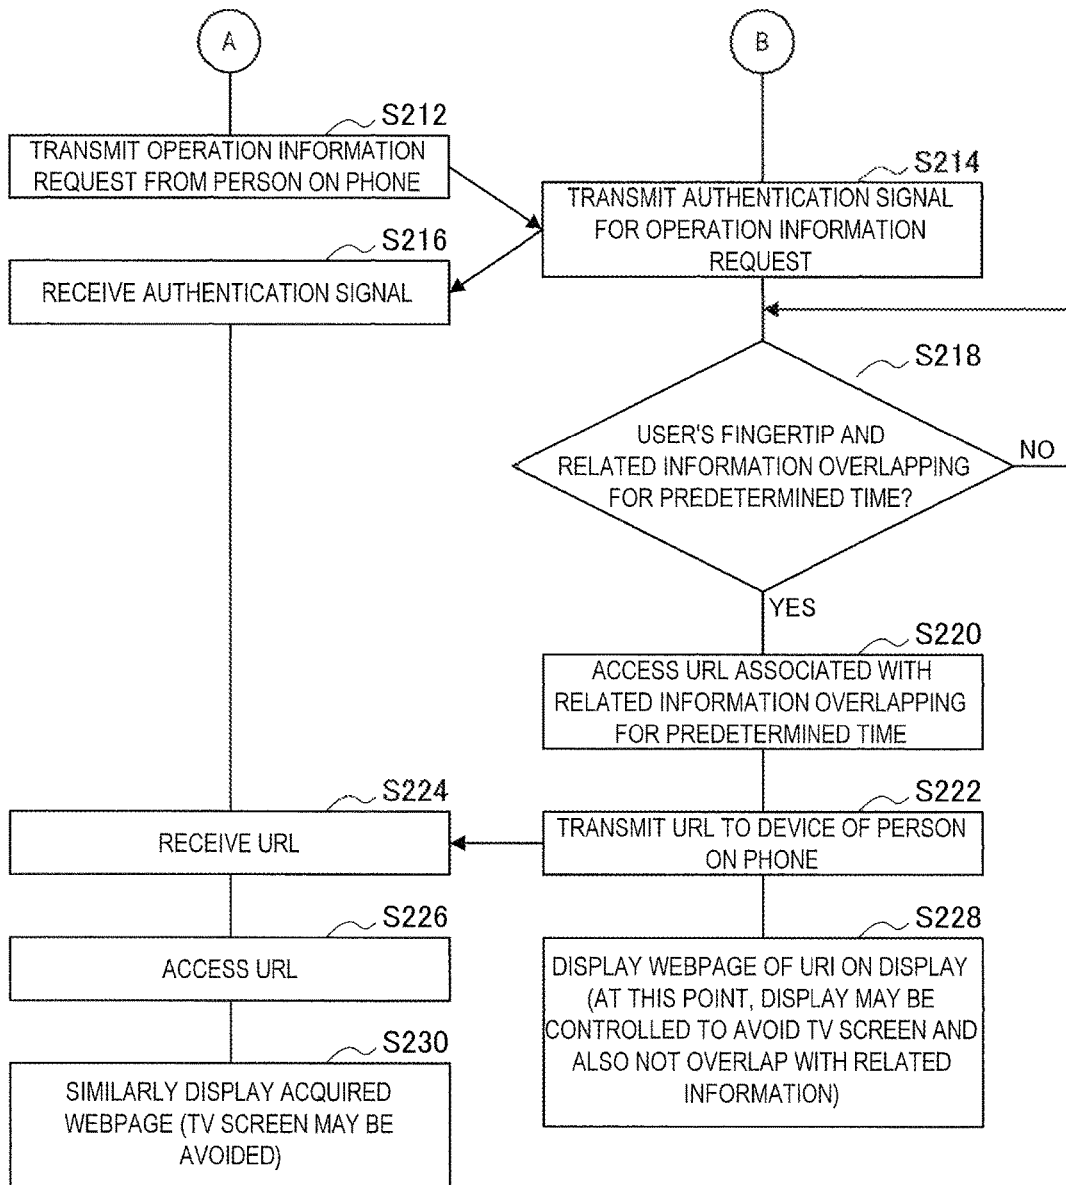 A
B
S212
TRANSMIT OPERATION INFORMATION
REQUEST FROM PERSON ON PHONE
S214
TRANSMIT AUTHENTICATION SIGNAL
FOR OPERATION INFORMATION
REQUEST
S216
RECEIVE AUTHENTICATION SIGNAL
S218
USER'S FINGERTIP AND
RELATED INFORMATION OVERLAPPING
FOR PREDETERMINED TIME?
NO
YES
S220
ACCESS URL ASSOCIATED WITH
RELATED INFORMATION OVERLAPPING
FOR PREDETERMINED TIME
S222
TRANSMIT URL TO DEVICE OF PERSON
ON PHONE
S224
RECEIVE URL
S226
ACCESS URL
S228
DISPLAY WEBPAGE OF URI ON DISPLAY
(AT THIS POINT, DISPLAY MAY BE
CONTROLLED TO AVOID TV SCREEN AND
ALSO NOT OVERLAP WITH RELATED
INFORMATION)
S230
SIMILARLY DISPLAY ACQUIRED
WEBPAGE (TV SCREEN MAY BE
AVOIDED)